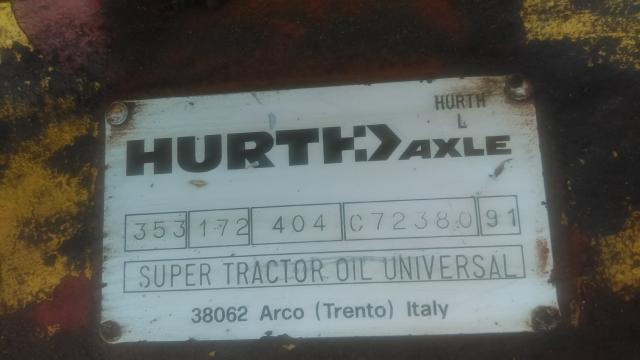 HURTH
L
HURTH AXLE
353 172 404 C72380 91
SUPER TRACTOR OIL UNIVERSAL
38062 Arco (Trento) Italy